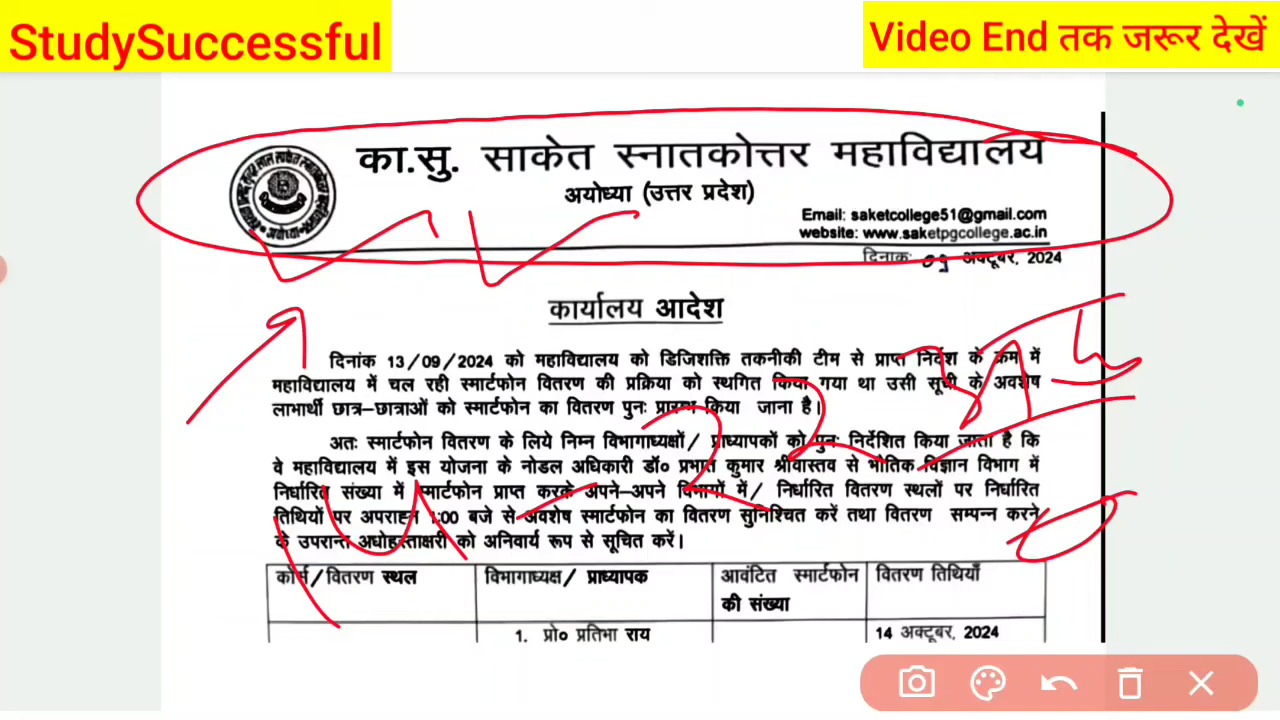 StudySuccessful
Video End तक जरूर देखें
का.सु. साकेत स्नातकोत्तर महाविद्यालय
अयोध्या (उत्तर प्रदेश)
Email: saketcollege51@gmail.com
website: www.saketpgcollege.ac.in
दिनांक: 09 अक्टूबर, 2024
कार्यालय आदेश
दिनांक 13/09/2024 को महाविद्यालय को डिजिशक्ति तकनीकी टीम से प्राप्त निर्देश के क्रम में
महाविद्यालय में चल रही स्मार्टफोन वितरण की प्रक्रिया को स्थगित किया गया था उसी सूची के अवशेष
लाभार्थी छात्र–छात्राओं को स्मार्टफोन का वितरण पुनः प्रारम्भ किया जाना है।
अतः स्मार्टफोन वितरण के लिये निम्न विभागाध्यक्षों/ प्राध्यापकों को पुनः निर्देशित किया जाता है कि
वे महाविद्यालय में इस योजना के नोडल अधिकारी डॉ० प्रभात कुमार श्रीवास्तव से भौतिक विज्ञान विभाग में
निर्धारित संख्या में स्मार्टफोन प्राप्त करके अपने–अपने विभागों में/ निर्धारित वितरण स्थलों पर निर्धारित
तिथियों पर अपराह्न 1:00 बजे से अवशेष स्मार्टफोन का वितरण सुनिश्चित करें तथा वितरण सम्पन्न करने
के उपरान्त अधोहस्ताक्षरी को अनिवार्य रूप से सूचित करें।
कोर्स/वितरण स्थल विभागाध्यक्ष/ प्राध्यापक आवंटित स्मार्टफोन वितरण तिथियाँ
की संख्या
1. प्रो० प्रतिभा राय 14 अक्टूबर, 2024